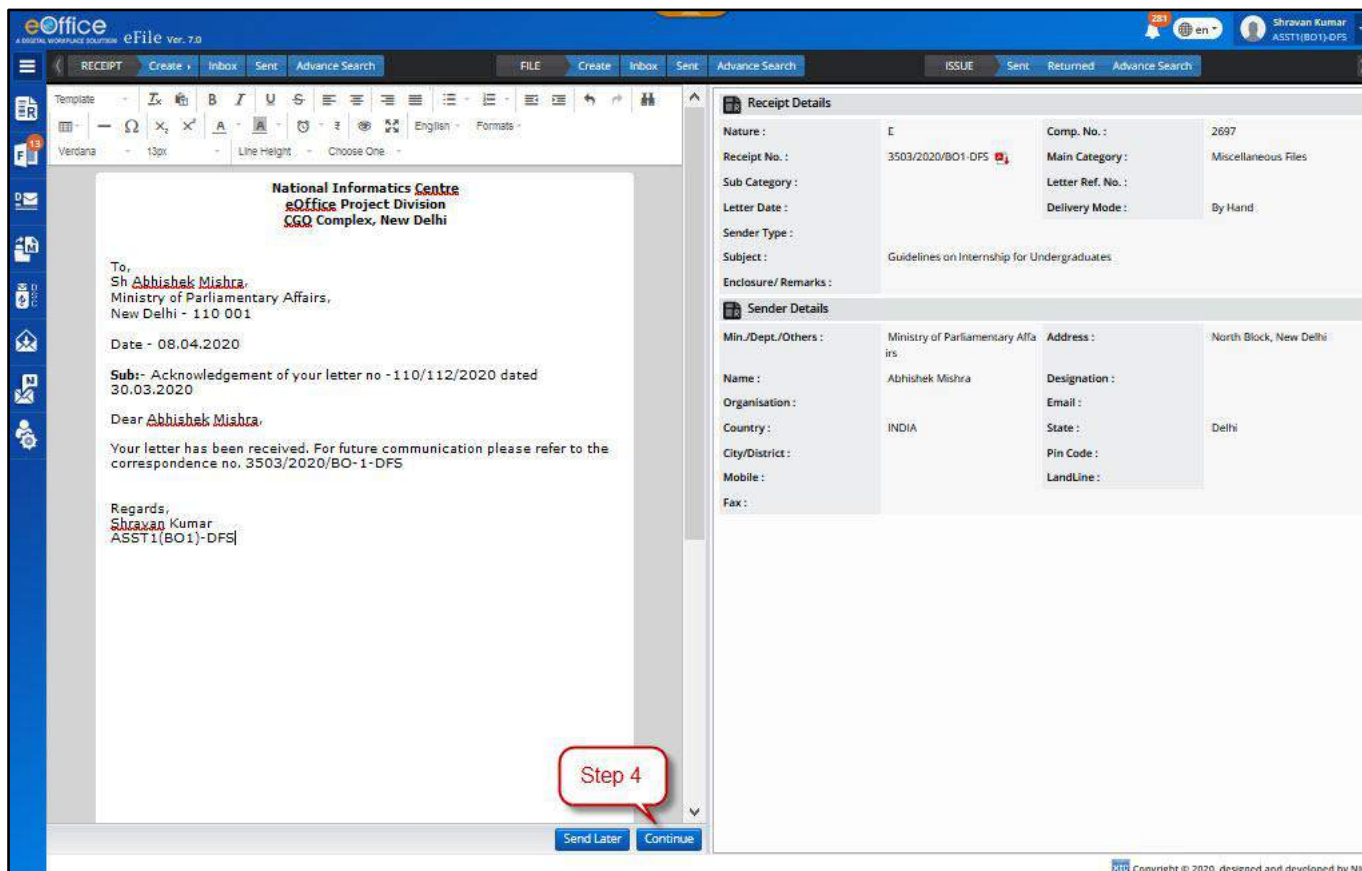 eOffice
A DIGITAL WORKPLACE SOLUTION eFile Ver. 7.0
281
en
Shravan Kumar
ASST1(BO1)-DFS
RECEIPT Create Inbox Sent Advance Search FILE Create Inbox Sent Advance Search ISSUE Sent Returned Advance Search
13
Template
English Formats
Verdana 13px Line Height Choose One
National Informatics Centre
eOffice Project Division
CGO Complex, New Delhi
To,
Sh Abhishek Mishra,
Ministry of Parliamentary Affairs,
New Delhi - 110 001
Date - 08.04.2020
Sub:- Acknowledgement of your letter no -110/112/2020 dated
30.03.2020
Dear Abhishek Mishra,
Your letter has been received. For future communication please refer to the
correspondence no. 3503/2020/BO-1-DFS
Regards,
Shravan Kumar
ASST1(BO1)-DFS
Step 4
Send Later Continue
Receipt Details
Nature : E Comp. No. : 2697
Receipt No. : 3503/2020/BO1-DFS Main Category : Miscellaneous Files
Sub Category : Letter Ref. No. :
Letter Date : Delivery Mode : By Hand
Sender Type :
Subject : Guidelines on Internship for Undergraduates
Enclosure/ Remarks :
Sender Details
Min./Dept./Others : Ministry of Parliamentary Affa Address : North Block, New Delhi
irs
Name : Abhishek Mishra Designation :
Organisation : Email :
Country : INDIA State : Delhi
City/District : Pin Code :
Mobile : LandLine :
Fax :
Copyright © 2020, designed and developed by NI